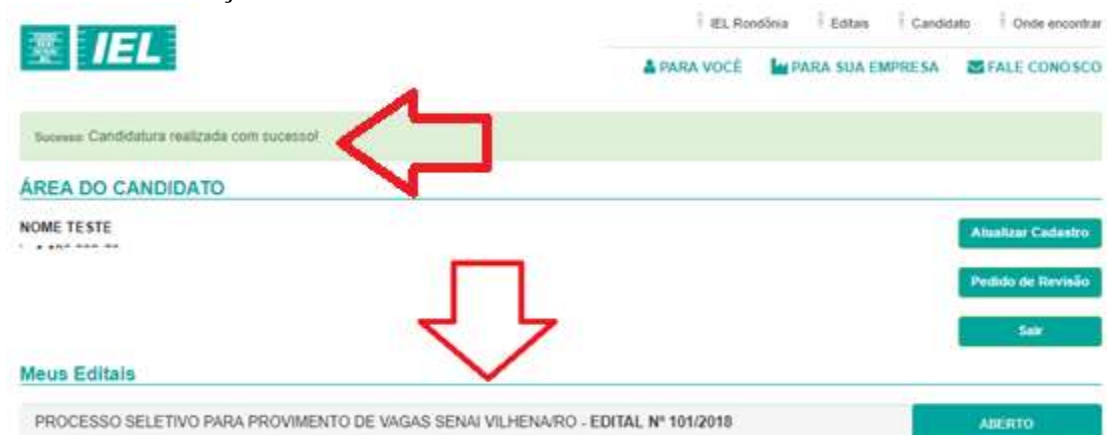 IEL
IEL Rondônia Editais Candidato Onde encontrar
PARA VOCÊ PARA SUA EMPRESA FALE CONOSCO
Sucesso: Candidatura realizada com sucesso!
ÁREA DO CANDIDATO
NOME TESTE
Atualizar Cadastro
Pedido de Revisão
Sair
Meus Editais
PROCESSO SELETIVO PARA PROVIMENTO DE VAGAS SENAI VILHENA/RO - EDITAL Nº 101/2018
ABERTO